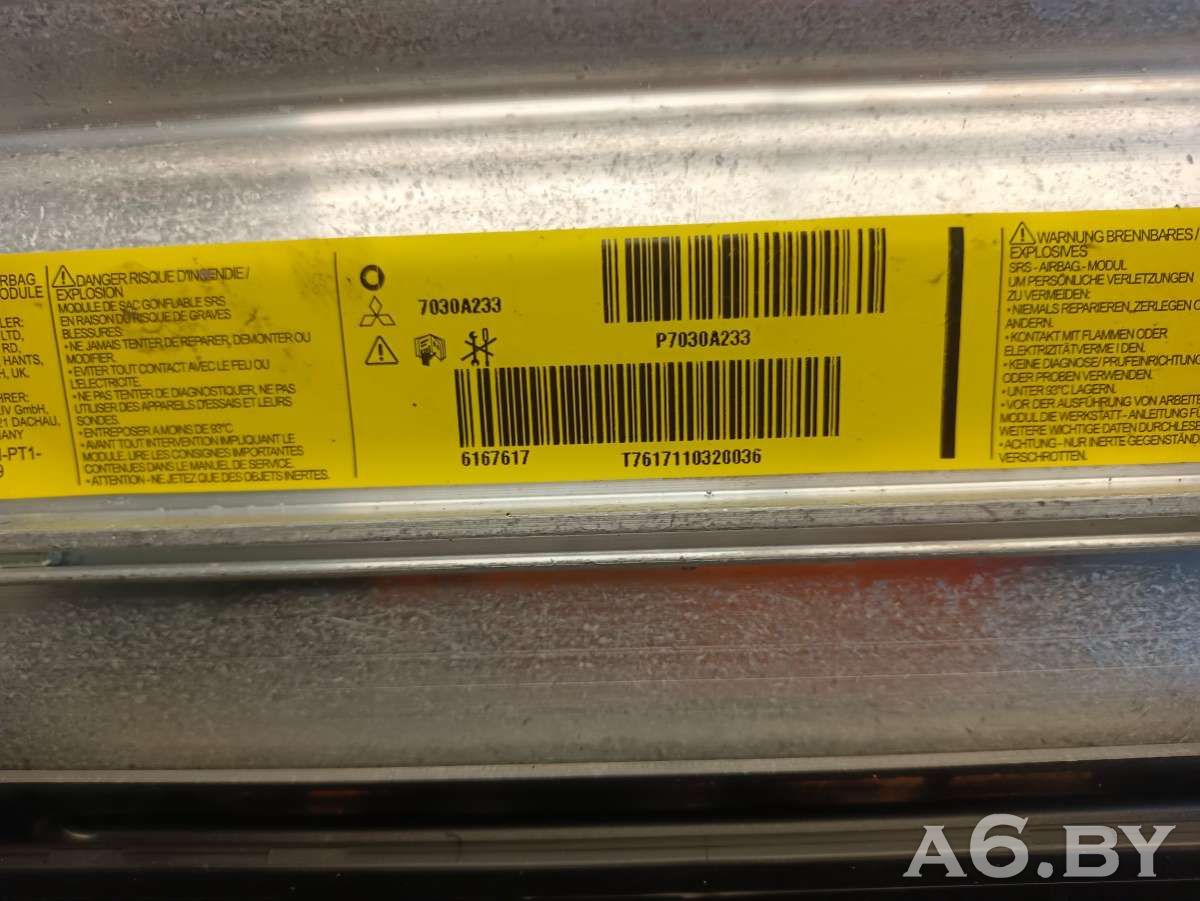 RBAG
ODULE
LER:
LTD,
RD,
HANTS,
H, UK.
RER:
IV GmbH,
21 DACHAU,
MANY
-PT1-
9
DANGER RISQUE D'INCENDIE /
EXPLOSION
MODULE DE SAC GONFLABLE SRS
EN RAISON DU RISQUE DE GRAVES
BLESSURES:
• NE JAMAIS TENTER DE REPARER, DEMONTER OU
MODIFIER.
• EVITER TOUT CONTACT AVEC LE FEU OU
L'ELECTRICITE.
• NE PAS TENTER DE DIAGNOSTIQUER, NE PAS
UTILISER DES APPAREILS D'ESSAIS ET LEURS
SONDES.
• ENTREPOSER A MOINS DE 93°C
• AVANT TOUT INTERVENTION IMPLIQUANT LE
MODULE. LIRE LES CONSIGNES IMPORTANTES
CONTENUES DANS LE MANUEL DE SERVICE.
• ATTENTION - NE JETEZ QUE DES OBJETS INERTES.
7030A233
P7030A233
6167617 T7617110320036
WARNUNG BRENNBARES /
EXPLOSIVES
SRS - AIRBAG - MODUL
UM PERSÖNLICHE VERLETZUNGEN
ZU VERMEIDEN:
• NIEMALS REPARIEREN, ZERLEGEN O
ANDERN.
• KONTAKT MIT FLAMMEN ODER
ELEKTRIZITÄT VERMEIDEN.
• KEINE DIAGNOSE / PRÜFEINRICHTUNG
ODER PROBEN VERWENDEN.
• UNTER 93°C LAGERN.
• VOR DER AUSFÜHRUNG VON ARBEITE
MODUL DIE WERKSTATT - ANLEITUNG FÜ
WEITERE WICHTIGE DATEN DURCHLESE
• ACHTUNG - NUR INERTE GEGENSTÄND
VERSCHROTTEN.
A6.BY